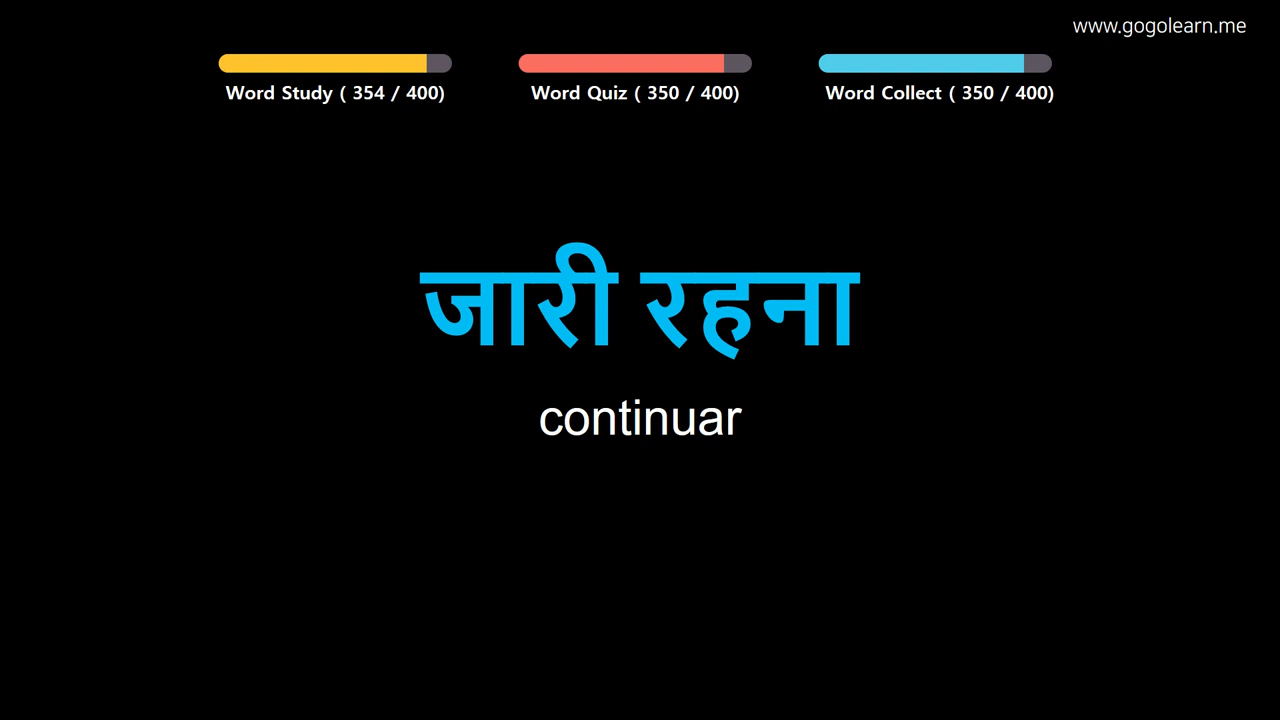 www.gogolearn.me
Word Study ( 354 / 400)
Word Quiz ( 350 / 400)
Word Collect ( 350 / 400)
जारी रहना
continuar